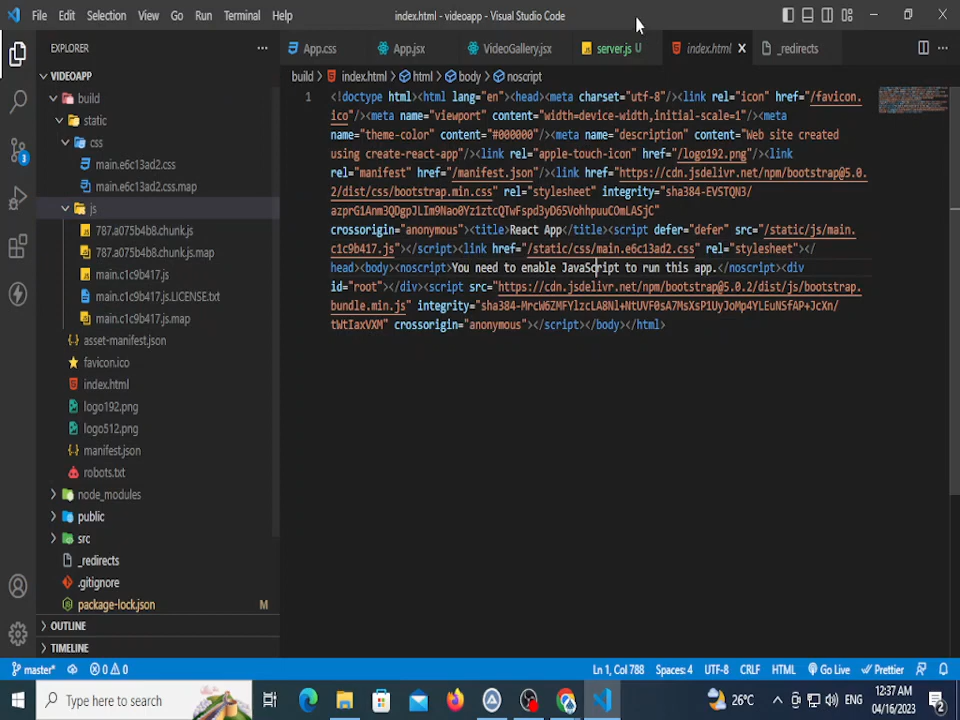 File Edit Selection View Go Run Terminal Help index.html - videoapp - Visual Studio Code
EXPLORER
App.css App.jsx VideoGallery.jsx server.js U index.html _redirects
VIDEOAPP
build > index.html > html > body > noscript
build
static
css
main.e6c13ad2.css
main.e6c13ad2.css.map
js
787.a075b4b8.chunk.js
787.a075b4b8.chunk.js.map
main.c1c9b417.js
main.c1c9b417.js.LICENSE.txt
main.c1c9b417.js.map
asset-manifest.json
favicon.ico
index.html
logo192.png
logo512.png
manifest.json
robots.txt
node_modules
public
src
_redirects
.gitignore
package-lock.json M
OUTLINE
TIMELINE
1 <!doctype html><html lang="en"><head><meta charset="utf-8"/><link rel="icon" href="/favicon.
ico"/><meta name="viewport" content="width=device-width,initial-scale=1"/><meta
name="theme-color" content="#000000"/><meta name="description" content="Web site created
using create-react-app"/><link rel="apple-touch-icon" href="/logo192.png"/><link
rel="manifest" href="/manifest.json"/><link href="https://cdn.jsdelivr.net/npm/bootstrap@5.0.
2/dist/css/bootstrap.min.css" rel="stylesheet" integrity="sha384-EVSTQN3/
azprG1Anm3QDgpJLIm9Nao0Yz1ztcQTwFspd3yD65VohhpuuCOmLASjC"
crossorigin="anonymous"><title>React App</title><script defer="defer" src="/static/js/main.
c1c9b417.js"></script><link href="/static/css/main.e6c13ad2.css" rel="stylesheet"></
head><body><noscript>You need to enable JavaScript to run this app.</noscript><div
id="root"></div><script src="https://cdn.jsdelivr.net/npm/bootstrap@5.0.2/dist/js/bootstrap.
bundle.min.js" integrity="sha384-MrcW6ZMFYlzcLA8Nl+NtUVF0sA7MsXsP1UyJoMp4YLEuNSfAP+JcXn/
tWtIaxVXM" crossorigin="anonymous"></script></body></html>
3
master* 0 0 Ln 1, Col 788 Spaces: 4 UTF-8 CRLF HTML Go Live Prettier
Type here to search 26°C ENG 12:37 AM
04/16/2023 2